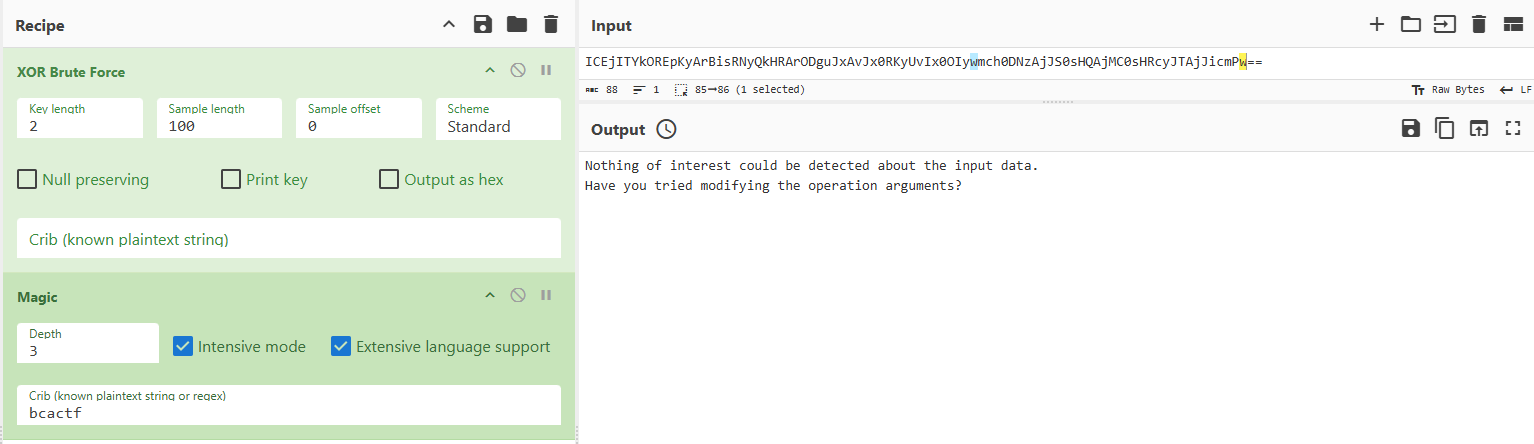 Recipe
XOR Brute Force
Key length
2
Sample length
100
Sample offset
0
Scheme
Standard
Null preserving
Print key
Output as hex
Crib (known plaintext string)
Magic
Depth
3
Intensive mode
Extensive language support
Crib (known plaintext string or regex)
bcactf
Input
ICEjITYkOREpKyArBisRNyQkHRArODguJxAvJx0RKyUvIx0OIywmch0DNzAjJS0sHQAjMC0sHRcyJTAjJicmPw==
ABC 88 1 85→86 (1 selected) Tт Raw Bytes LF
Output
Nothing of interest could be detected about the input data.
Have you tried modifying the operation arguments?